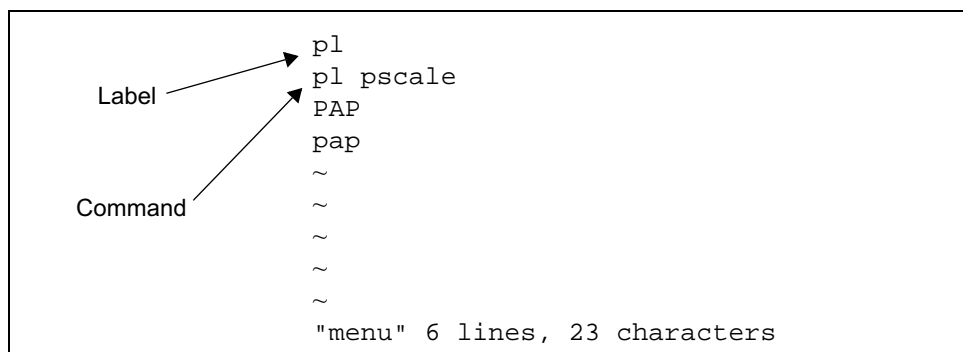 pl
pl pscale
Label
PAP
pap
~
~
Command
~
~
~
"menu" 6 lines, 23 characters